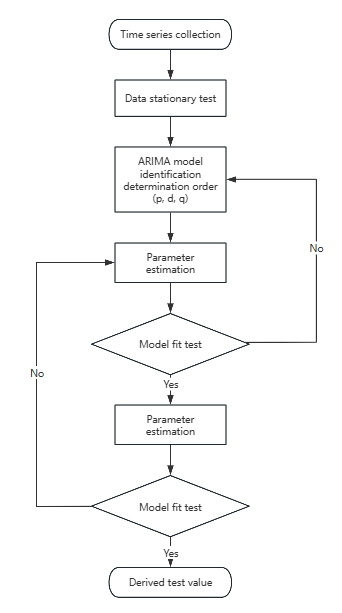 Time series collection
Data stationary test
ARIMA model
identification
determination order
(p, d, q)
No
Parameter
estimation
Model fit test
No
Yes
Parameter
estimation
Model fit test
Yes
Derived test value